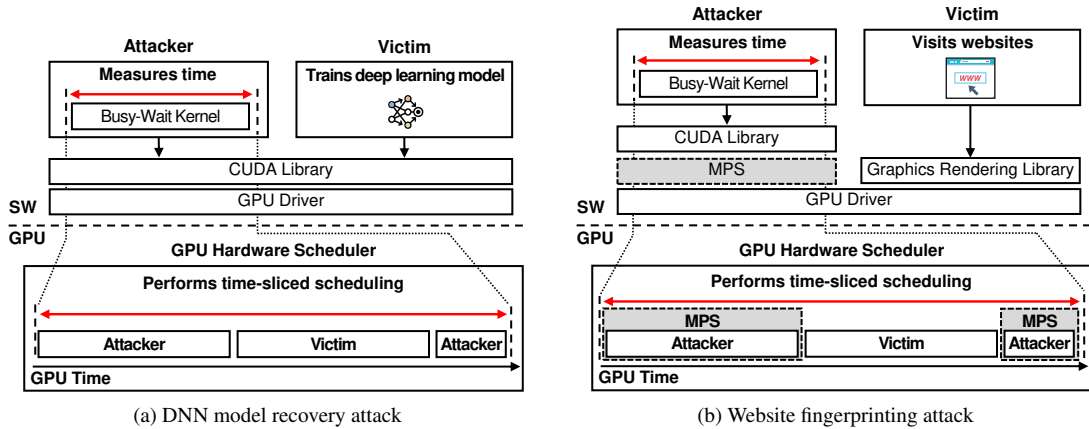 Attacker
Victim
Measures time
Trains deep learning model
Busy-Wait Kernel
CUDA Library
GPU Driver
SW
GPU
GPU Hardware Scheduler
Performs time-sliced scheduling
Attacker
Victim
Attacker
GPU Time
(a) DNN model recovery attack
Attacker
Victim
Measures time
Visits websites
WWW
Busy-Wait Kernel
CUDA Library
MPS
Graphics Rendering Library
GPU Driver
SW
GPU
GPU Hardware Scheduler
Performs time-sliced scheduling
MPS
MPS
Attacker
Victim
Attacker
GPU Time
(b) Website fingerprinting attack